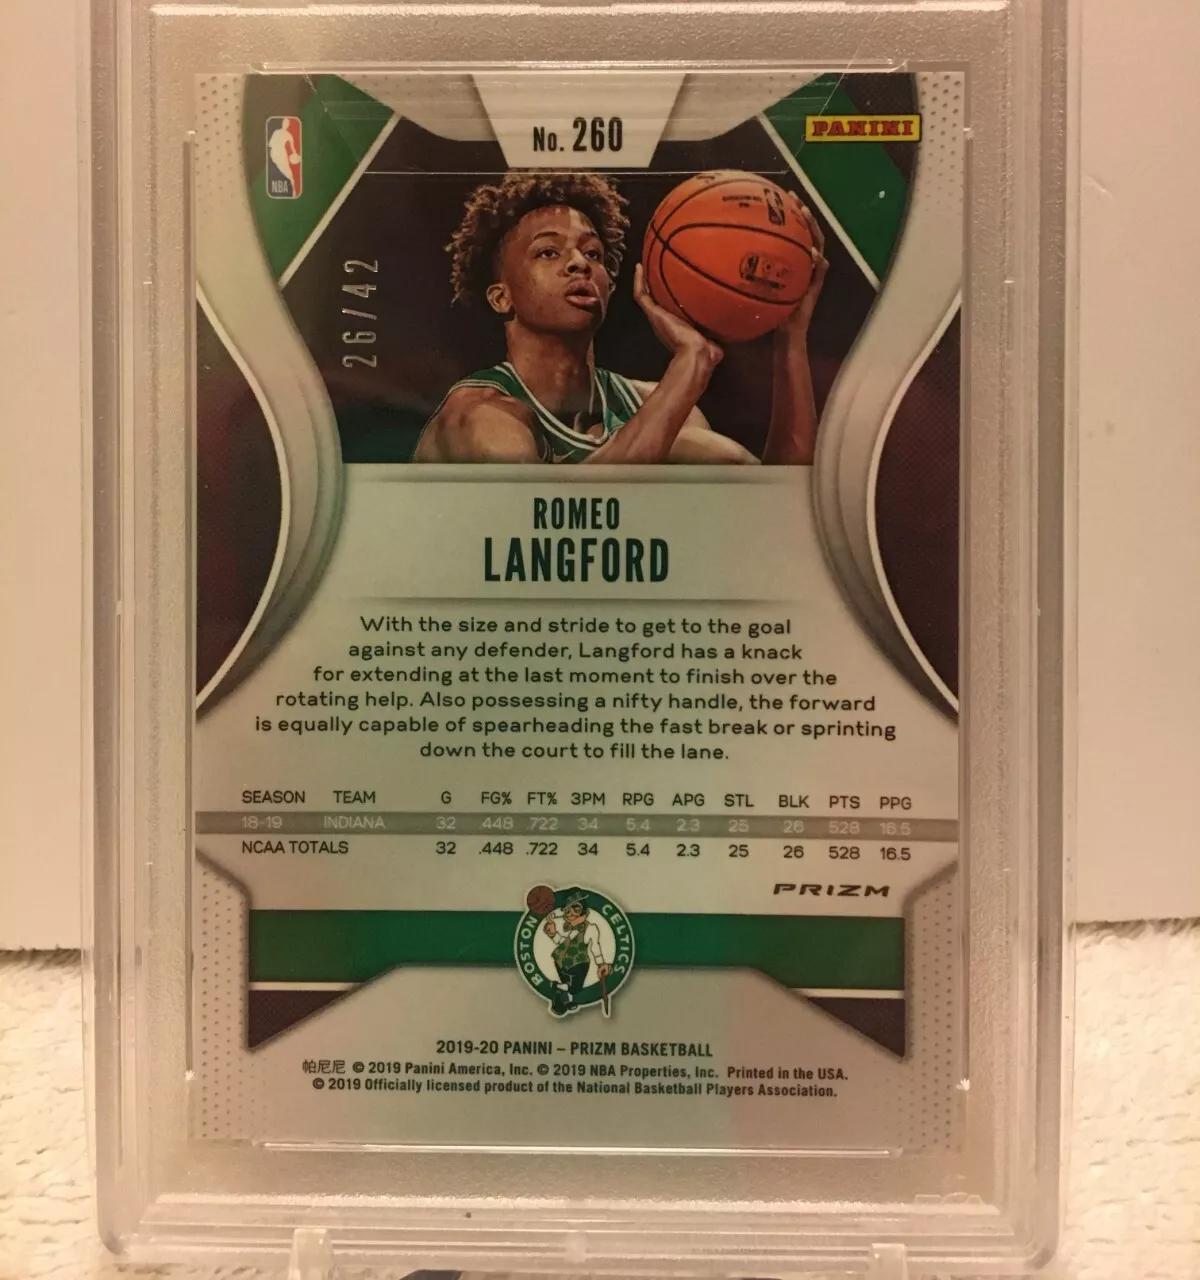 No. 260
PANINI
NBA
26/42
ROMEO
LANGFORD
With the size and stride to get to the goal
against any defender, Langford has a knack
for extending at the last moment to finish over the
rotating help. Also possessing a nifty handle, the forward
is equally capable of spearheading the fast break or sprinting
down the court to fill the lane.
SEASON TEAM G FG% FT% 3PM RPG APG STL BLK PTS PPG
18-19 INDIANA 32 .448 .722 34 5.4 2.3 25 26 528 16.5
NCAA TOTALS 32 .448 .722 34 5.4 2.3 25 26 528 16.5
PRIZM
BOSTON CELTICS
2019-20 PANINI – PRIZM BASKETBALL
帕尼尼 © 2019 Panini America, Inc. © 2019 NBA Properties, Inc. Printed in the USA.
© 2019 Officially licensed product of the National Basketball Players Association.